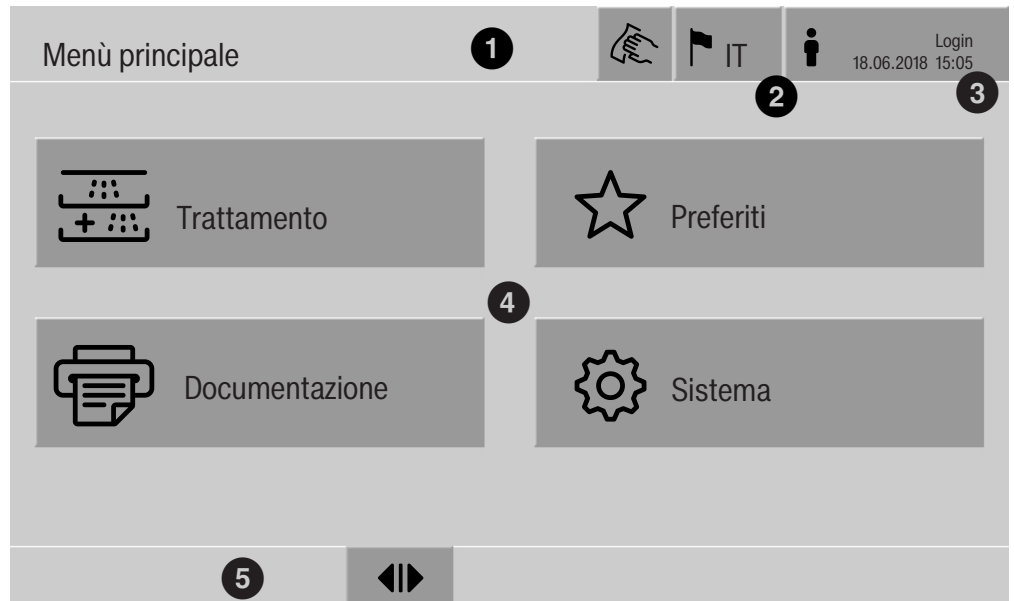 Menù principale
1
IT
Login
18.06.2018 15:05
2
3
Trattamento
Preferiti
4
Documentazione
Sistema
5